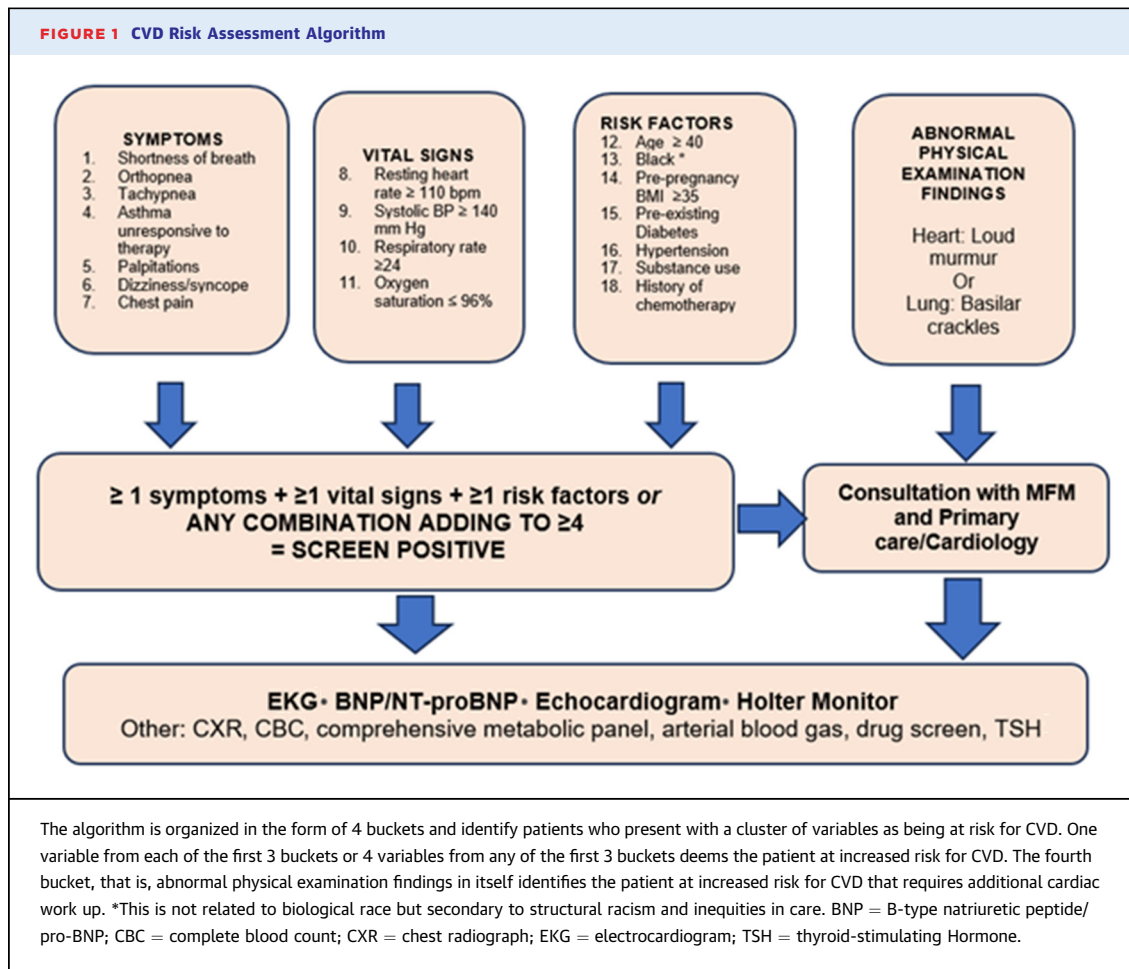 FIGURE 1 CVD Risk Assessment Algorithm
SYMPTOMS
1. Shortness of breath
2. Orthopnea
3. Tachypnea
4. Asthma
unresponsive to
therapy
5. Palpitations
6. Dizziness/syncope
7. Chest pain
VITAL SIGNS
8. Resting heart
rate ≥ 110 bpm
9. Systolic BP ≥ 140
mm Hg
10. Respiratory rate
≥24
11. Oxygen
saturation ≤ 96%
RISK FACTORS
12. Age ≥ 40
13. Black *
14. Pre-pregnancy
BMI ≥35
15. Pre-existing
Diabetes
16. Hypertension
17. Substance use
18. History of
chemotherapy
ABNORMAL
PHYSICAL
EXAMINATION
FINDINGS
Heart: Loud
murmur
Or
Lung: Basilar
crackles
≥ 1 symptoms + ≥1 vital signs + ≥1 risk factors or
ANY COMBINATION ADDING TO ≥4
= SCREEN POSITIVE
Consultation with MFM
and Primary
care/Cardiology
EKG• BNP/NT-proBNP• Echocardiogram• Holter Monitor
Other: CXR, CBC, comprehensive metabolic panel, arterial blood gas, drug screen, TSH
The algorithm is organized in the form of 4 buckets and identify patients who present with a cluster of variables as being at risk for CVD. One
variable from each of the first 3 buckets or 4 variables from any of the first 3 buckets deems the patient at increased risk for CVD. The fourth
bucket, that is, abnormal physical examination findings in itself identifies the patient at increased risk for CVD that requires additional cardiac
work up. *This is not related to biological race but secondary to structural racism and inequities in care. BNP = B-type natriuretic peptide/
pro-BNP; CBC = complete blood count; CXR = chest radiograph; EKG = electrocardiogram; TSH = thyroid-stimulating Hormone.